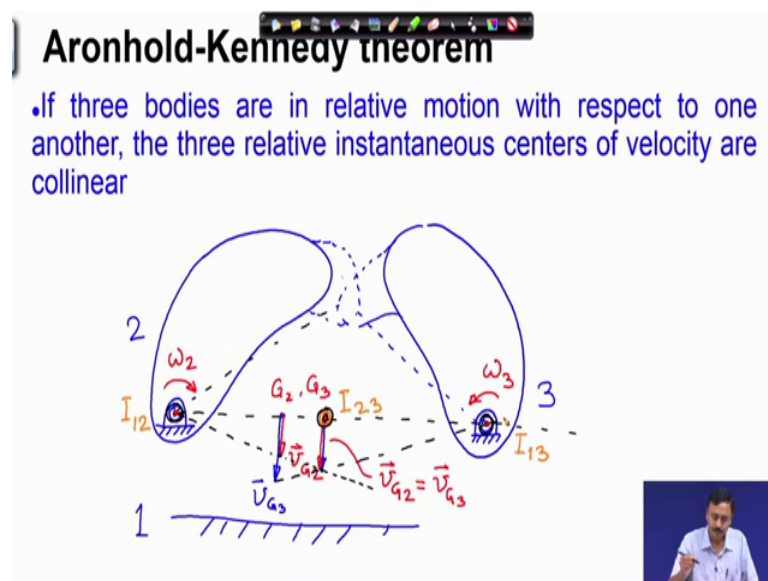 Aronhold-Kennedy theorem
•If three bodies are in relative motion with respect to one
another, the three relative instantaneous centers of velocity are
collinear
2
ω₂
I₁₂
G₂, G₃
I₂₃
ω₃
3
I₁₃
V⃗G₂
V⃗G₃
V⃗G₂ = V⃗G₃
1